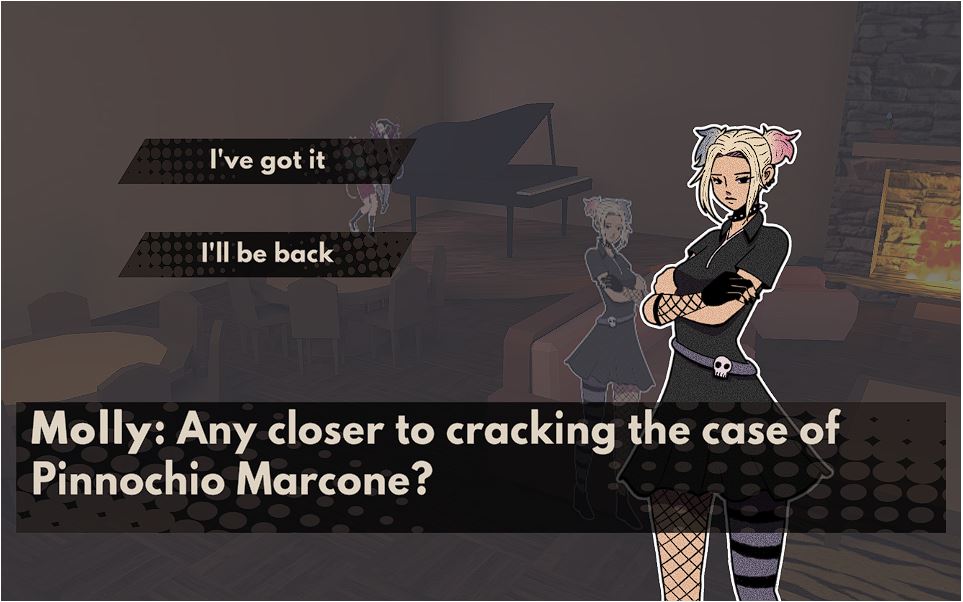 I've got it
I'll be back
Molly: Any closer to cracking the case of
Pinnochio Marcone?